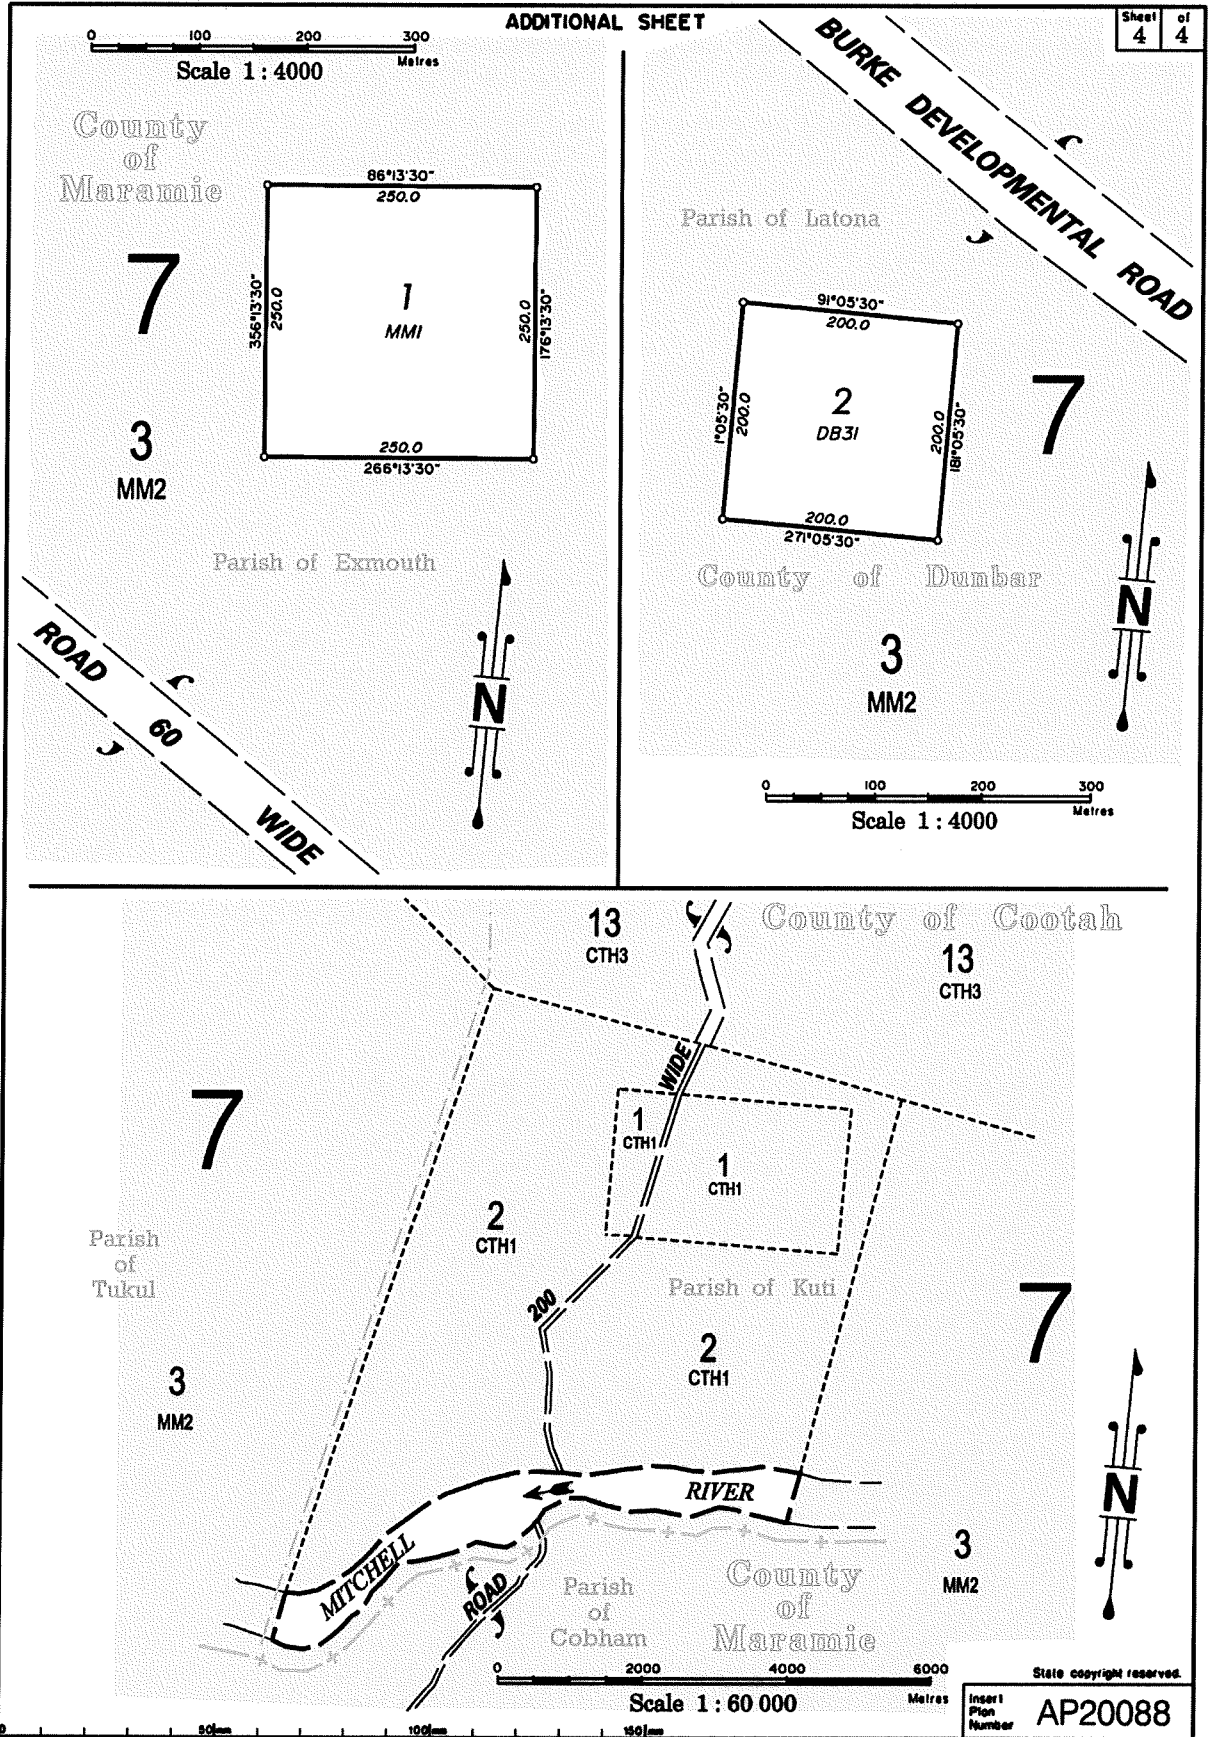 ADDITIONAL SHEET
Sheet 4 of 4
0 100 200 300
Metres
Scale 1 : 4000
County
of
Maramie
86°13'30"
250.0
356°13'30"
250.0
1
MM1
250.0
176°13'30"
250.0
266°13'30"
7
3
MM2
Parish of Exmouth
ROAD 60 WIDE
N
BURKE DEVELOPMENTAL ROAD
Parish of Latona
91°05'30"
200.0
1°05'30"
200.0
2
DB31
200.0
181°05'30"
200.0
271°05'30"
7
County of Dunbar
3
MM2
N
0 100 200 300
Metres
Scale 1 : 4000
13
CTH3
County of Cootah
13
CTH3
WIDE
7
1
CTH1
1
CTH1
2
CTH1
Parish
of
Tukul
Parish of Kuti
200
7
2
CTH1
3
MM2
RIVER
N
MITCHELL
ROAD
3
MM2
Parish
of
Cobham
County
of
Maramie
0 2000 4000 6000
Metres
Scale 1 : 60 000
State copyright reserved.
Insert
Plan
Number
AP20088
0 50mm 100mm 150mm